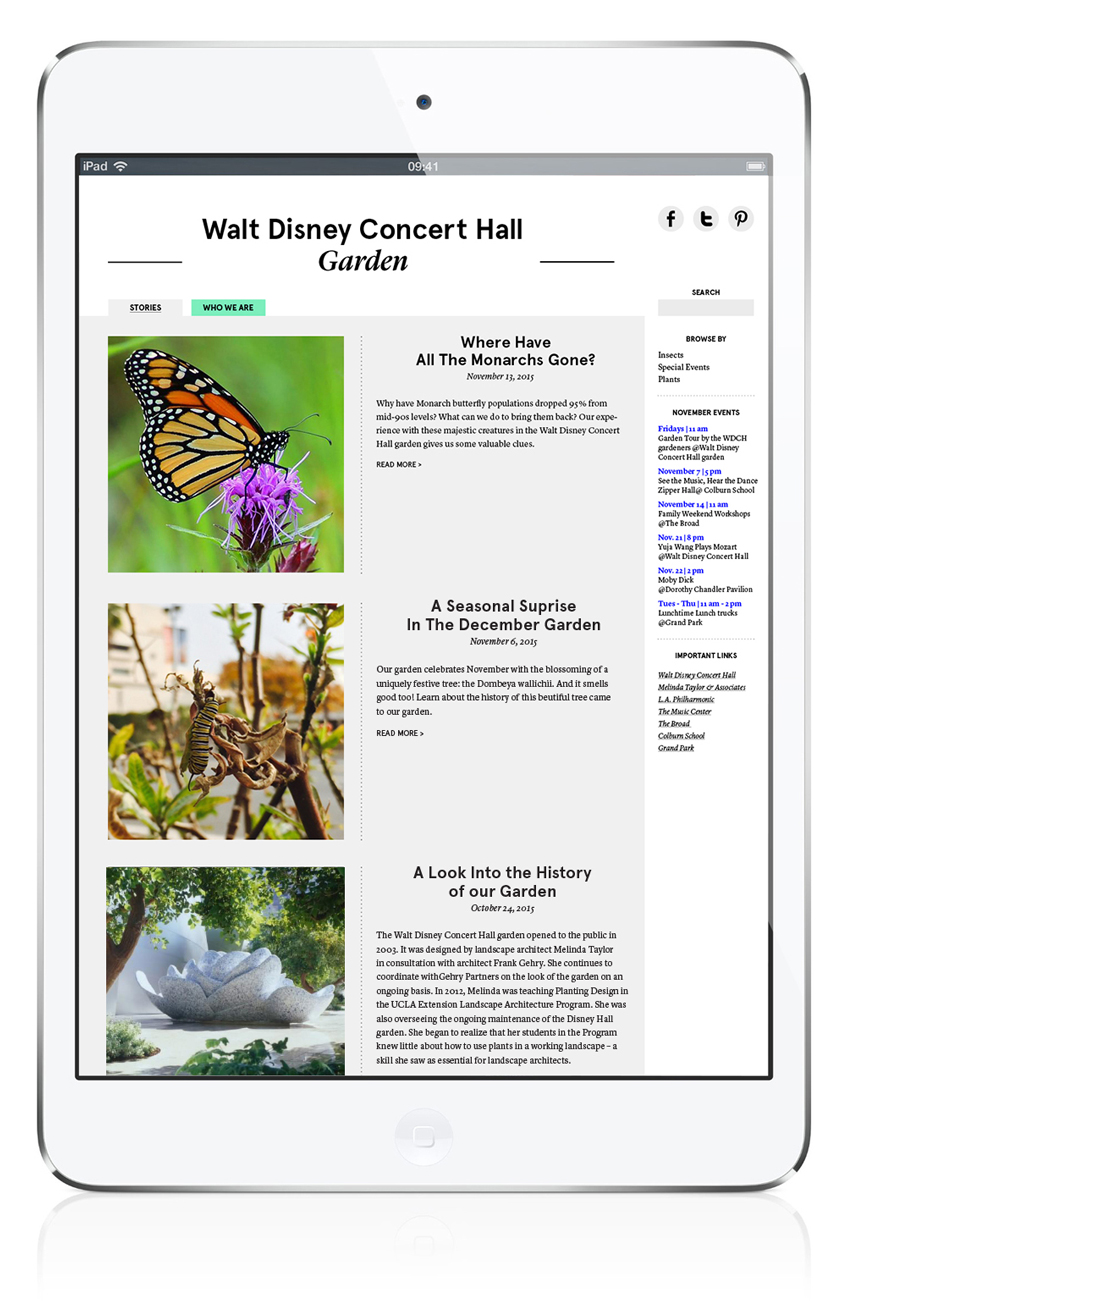 iPad
09:41
Walt Disney Concert Hall
Garden
STORIES
WHO WE ARE
Where Have
All The Monarchs Gone?
November 13, 2015
Why have Monarch butterfly populations dropped 95% from
mid-90s levels? What can we do to bring them back? Our expe-
rience with these majestic creatures in the Walt Disney Concert
Hall garden gives us some valuable clues.
READ MORE >
A Seasonal Suprise
In The December Garden
November 6, 2015
Our garden celebrates November with the blossoming of a
uniquely festive tree: the Dombeya wallichii. And it smells
good too! Learn about the history of this beutiful tree came
to our garden.
READ MORE >
A Look Into the History
of our Garden
October 24, 2015
The Walt Disney Concert Hall garden opened to the public in
2003. It was designed by landscape architect Melinda Taylor
in consultation with architect Frank Gehry. She continues to
coordinate withGehry Partners on the look of the garden on an
ongoing basis. In 2012, Melinda was teaching Planting Design in
the UCLA Extension Landscape Architecture Program. She was
also overseeing the ongoing maintenance of the Disney Hall
garden. She began to realize that her students in the Program
knew little about how to use plants in a working landscape – a
skill she saw as essential for landscape architects.
SEARCH
BROWSE BY
Insects
Special Events
Plants
NOVEMBER EVENTS
Fridays | 11 am
Garden Tour by the WDCH
gardeners @Walt Disney
Concert Hall garden
November 7 | 5 pm
See the Music, Hear the Dance
Zipper Hall@ Colburn School
November 14 | 11 am
Family Weekend Workshops
@The Broad
Nov. 21 | 8 pm
Yuja Wang Plays Mozart
@Walt Disney Concert Hall
Nov. 22 | 2 pm
Moby Dick
@Dorothy Chandler Pavilion
Tues - Thu | 11 am - 2 pm
Lunchtime Lunch trucks
@Grand Park
IMPORTANT LINKS
Walt Disney Concert Hall
Melinda Taylor & Associates
L.A. Philharmonic
The Music Center
The Broad
Colburn School
Grand Park